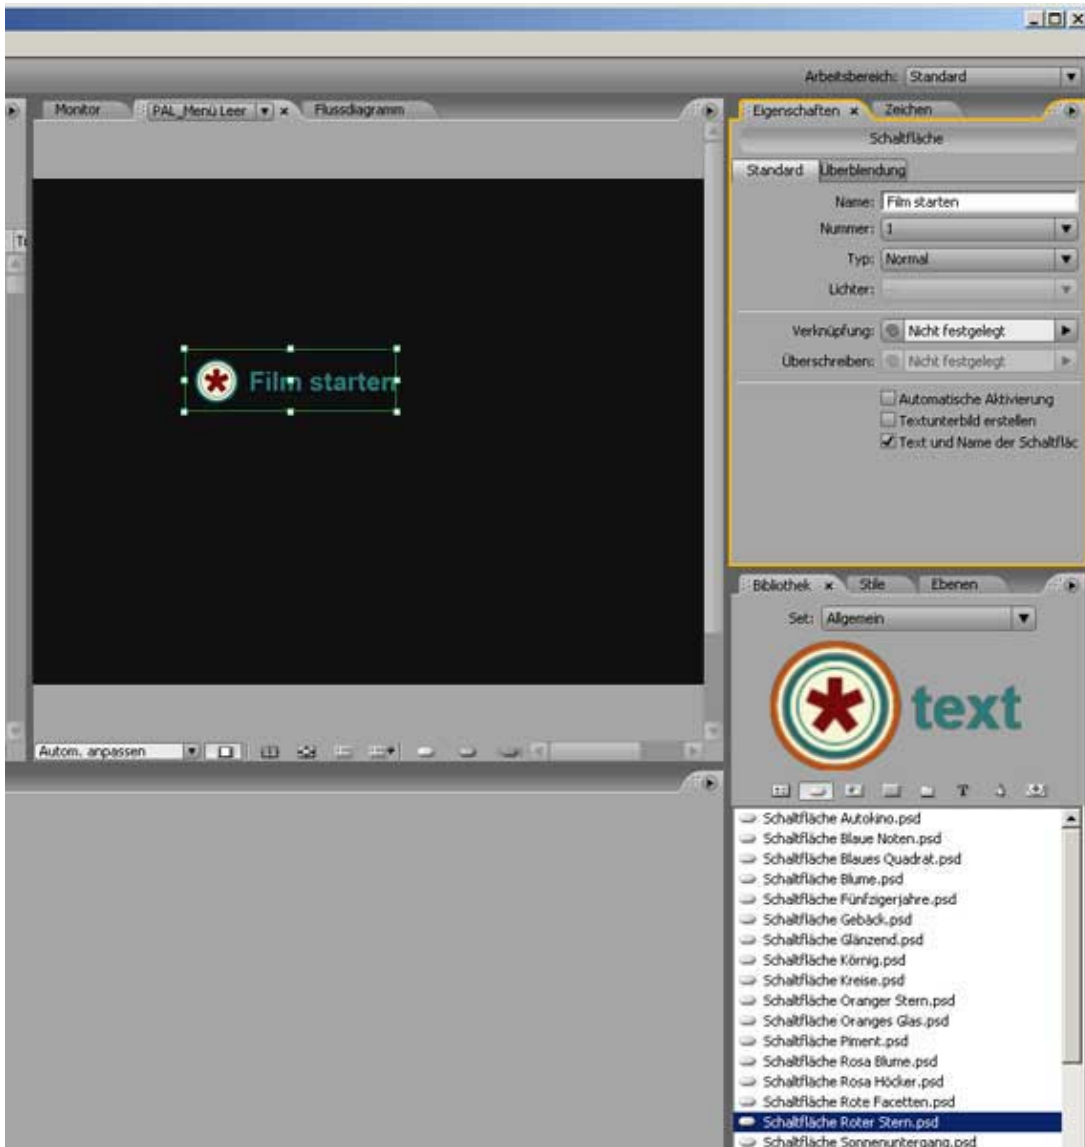 Arbeitsbereich: Standard
Monitor
PAL_Menü Leer
Flussdiagramm
Eigenschaften
Zeichen
Schaltfläche
Standard
Überblendung
Name: Film starten
Nummer: 1
Typ: Normal
Lichter:
Verknüpfung: Nicht festgelegt
Überschreiben: Nicht festgelegt
Automatische Aktivierung
Textunterbild erstellen
Text und Name der Schaltfläc
Film starten
Autom. anpassen
Bibliothek
Stile
Ebenen
Set: Allgemein
text
T
Schaltfläche Autokino.psd
Schaltfläche Blaue Noten.psd
Schaltfläche Blaues Quadrat.psd
Schaltfläche Blume.psd
Schaltfläche Fünfzigerjahre.psd
Schaltfläche Gebäck.psd
Schaltfläche Glänzend.psd
Schaltfläche Körnig.psd
Schaltfläche Kreise.psd
Schaltfläche Oranger Stern.psd
Schaltfläche Oranges Glas.psd
Schaltfläche Piment.psd
Schaltfläche Rosa Blume.psd
Schaltfläche Rosa Höcker.psd
Schaltfläche Rote Facetten.psd
Schaltfläche Roter Stern.psd
Schaltfläche Sonnenuntergang.psd